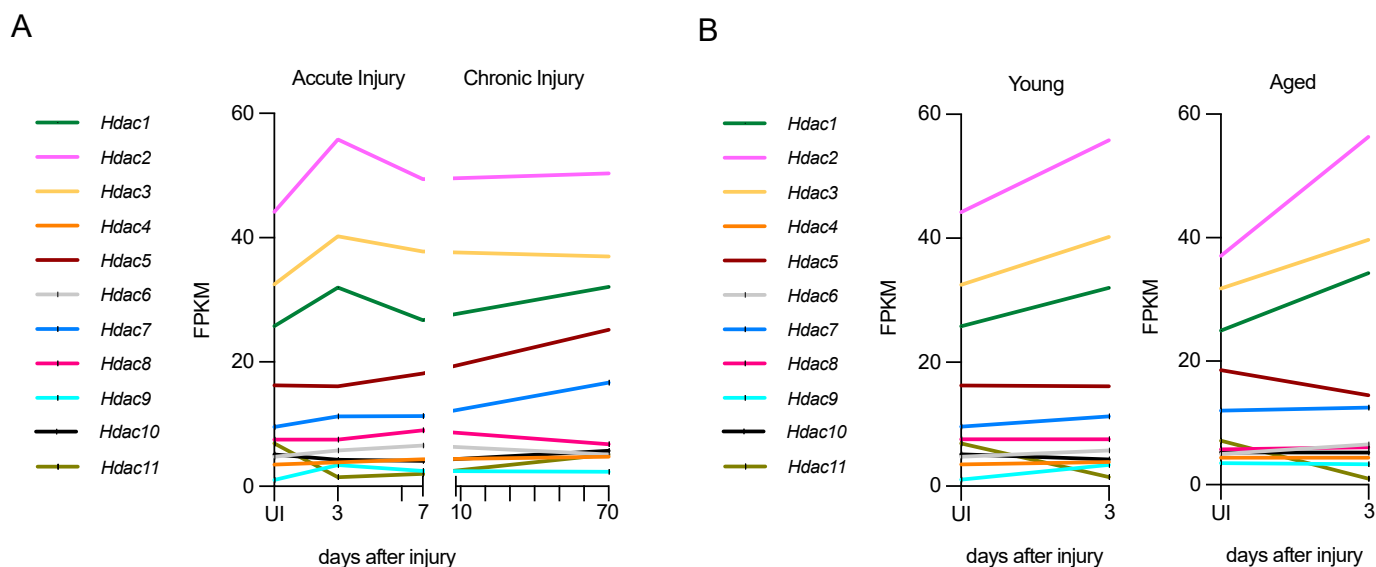 A
Accute Injury
Chronic Injury
Hdac1
Hdac2
Hdac3
Hdac4
Hdac5
Hdac6
Hdac7
Hdac8
Hdac9
Hdac10
Hdac11
FPKM
60
40
20
0
UI 3 7 10 70
days after injury
B
Young
Aged
Hdac1
Hdac2
Hdac3
Hdac4
Hdac5
Hdac6
Hdac7
Hdac8
Hdac9
Hdac10
Hdac11
FPKM
60
40
20
0
UI 3
days after injury
FPKM
60
40
20
0
UI 3
days after injury